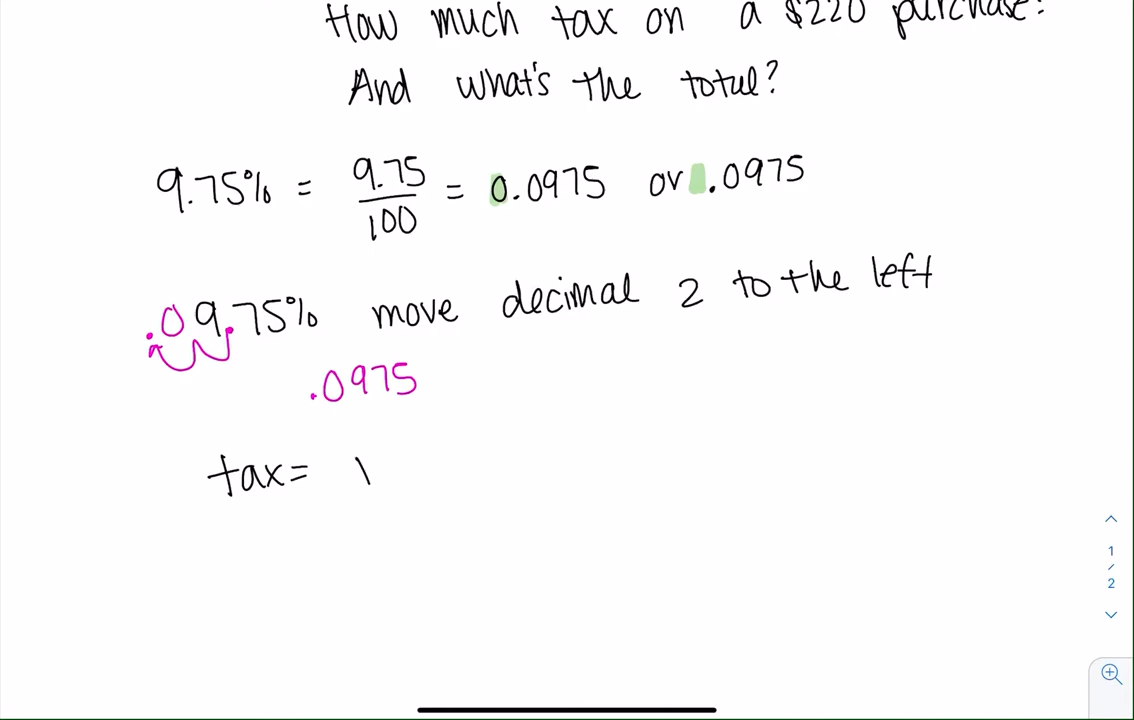 How much tax on a $220 purchase?
And what's the total?
9.75% = 9.75/100 = 0.0975 or .0975
.09.75% move decimal 2 to the left
.0975
tax= \
1
/
2